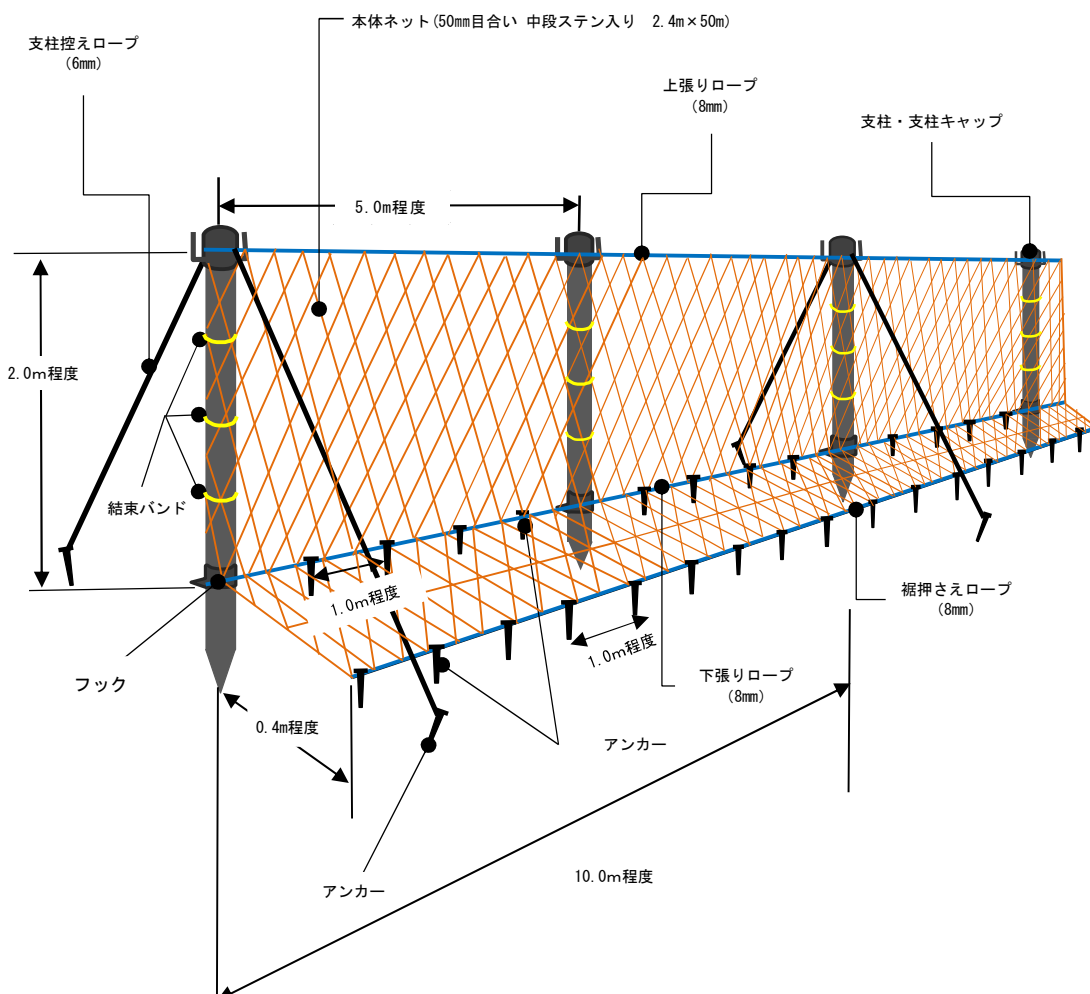 本体ネット(50mm目合い 中段ステン入り 2.4m×50m)
支柱控えロープ
(6mm)
上張りロープ
(8mm)
支柱・支柱キャップ
5.0m程度
2.0m程度
結束バンド
1.0m程度
裾押さえロープ
(8mm)
1.0m程度
フック
下張りロープ
(8mm)
0.4m程度
アンカー
アンカー
10.0m程度